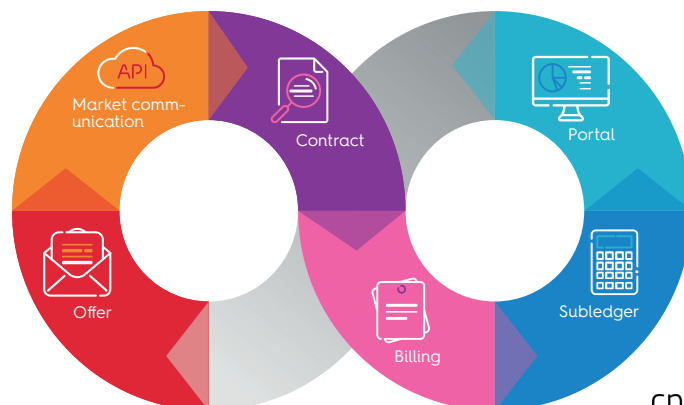 API
Market comm-
unication
Contract
Portal
Offer
Billing
Subledger